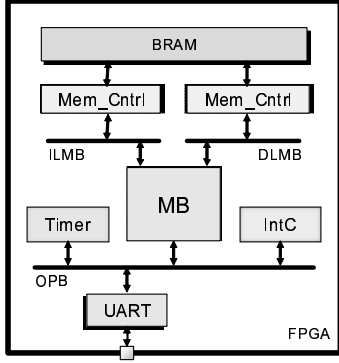 BRAM
Mem_Cntrl
Mem_Cntrl
ILMB
DLMB
MB
Timer
IntC
OPB
UART
FPGA